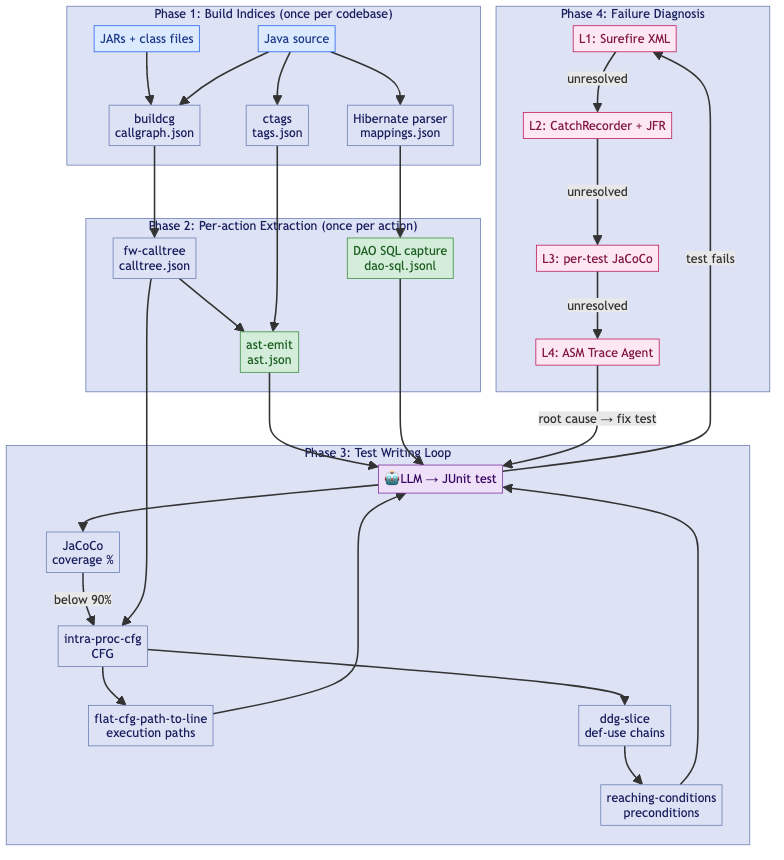 Phase 1: Build Indices (once per codebase)
JARs + class files
Java source
buildcg
callgraph.json
ctags
tags.json
Hibernate parser
mappings.json
Phase 2: Per-action Extraction (once per action)
fw-calltree
calltree.json
DAO SQL capture
dao-sql.jsonl
ast-emit
ast.json
Phase 4: Failure Diagnosis
L1: Surefire XML
unresolved
L2: CatchRecorder + JFR
unresolved
L3: per-test JaCoCo
unresolved
L4: ASM Trace Agent
test fails
root cause → fix test
Phase 3: Test Writing Loop
🤖LLM → JUnit test
JaCoCo
coverage %
below 90%
intra-proc-cfg
CFG
flat-cfg-path-to-line
execution paths
ddg-slice
def-use chains
reaching-conditions
preconditions